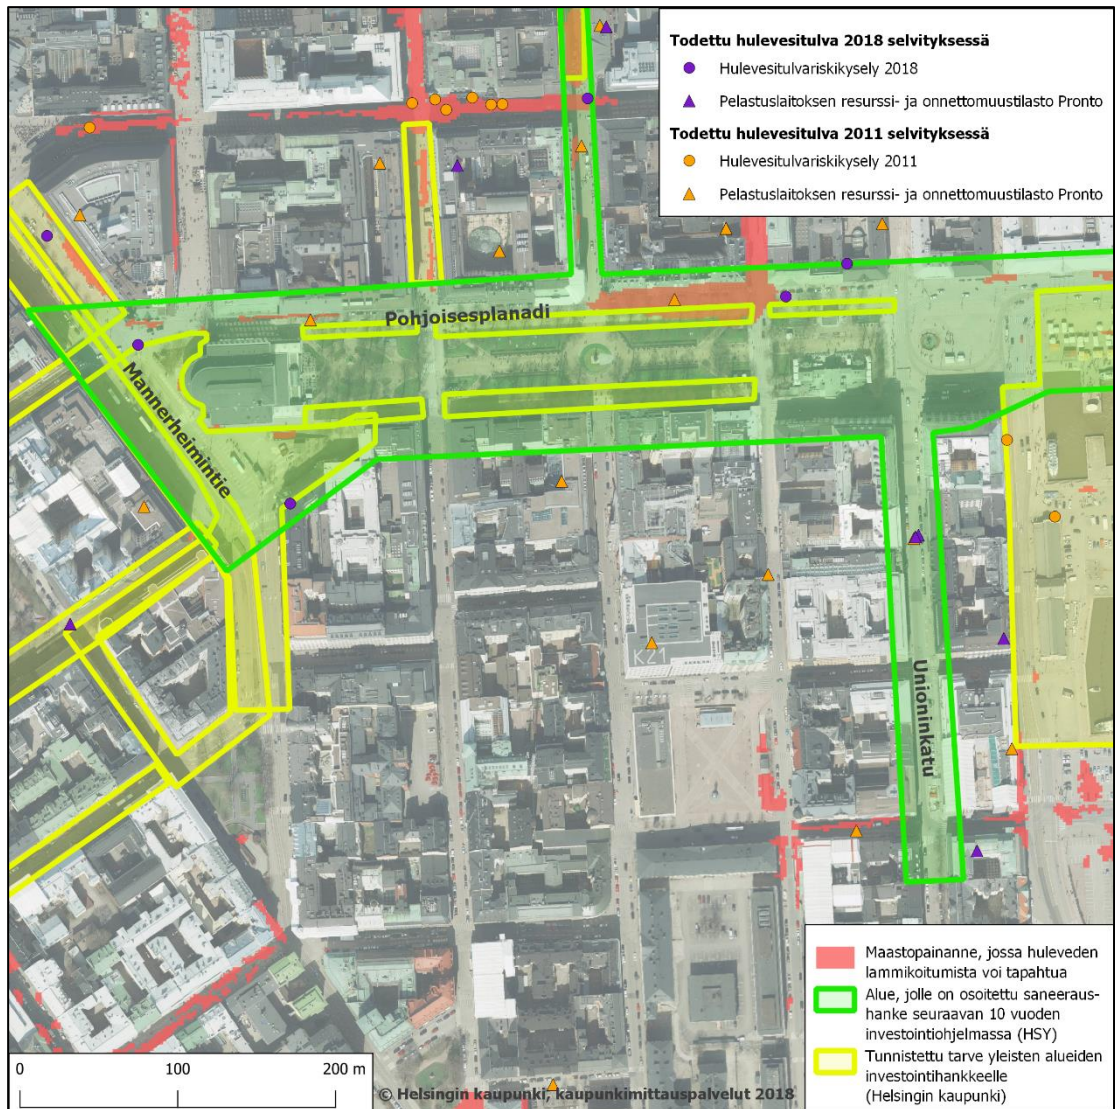 Todettu hulevesitulva 2018 selvityksessä
Hulevesitulvariskikysely 2018
Pelastuslaitoksen resurssi- ja onnettomuustilasto Pronto
Todettu hulevesitulva 2011 selvityksessä
Hulevesitulvariskikysely 2011
Pelastuslaitoksen resurssi- ja onnettomuustilasto Pronto
Pohjoisesplanadi
Mannerheimintie
Unioninkatu
Maastopainanne, jossa huleveden
lammikoitumista voi tapahtua
Alue, jolle on osoitettu saneeraus-
hanke seuraavan 10 vuoden
investointiohjelmassa (HSY)
Tunnistettu tarve yleisten alueiden
investointihankkeelle
(Helsingin kaupunki)
0 100 200 m
© Helsingin kaupunki, kaupunkimittauspalvelut 2018